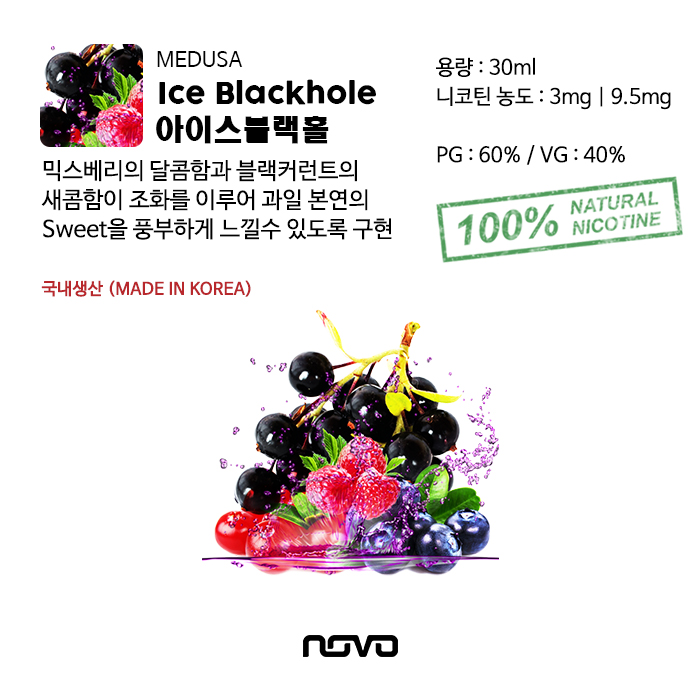 MEDUSA
Ice Blackhole
아이스블랙홀
믹스베리의 달콤함과 블랙커런트의
새콤함이 조화를 이루어 과일 본연의
Sweet을 풍부하게 느낄수 있도록 구현
국내생산 (MADE IN KOREA)
용량 : 30ml
니코틴 농도 : 3mg | 9.5mg
PG : 60% / VG : 40%
100% NATURAL NICOTINE
novo